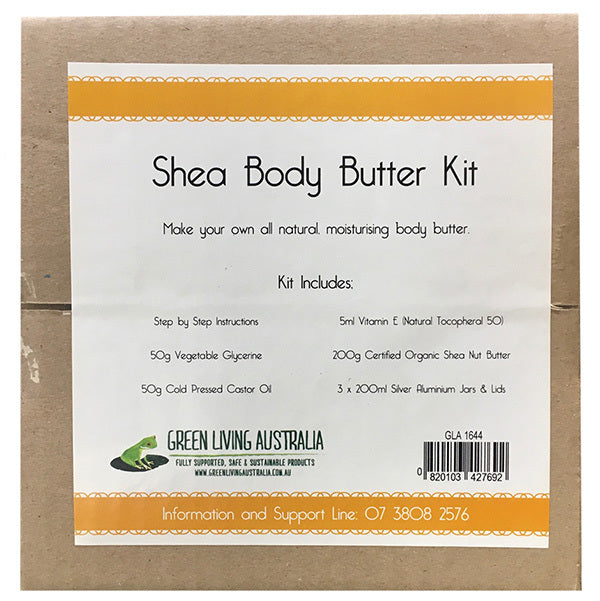 Shea Body Butter Kit
Make your own all natural, moisturising body butter.
Kit Includes:
Step by Step Instructions
5ml Vitamin E (Natural Tocopheral 50)
50g Vegetable Glycerine
200g Certified Organic Shea Nut Butter
50g Cold Pressed Castor Oil
3 x 200ml Silver Aluminium Jars & Lids
GREEN LIVING AUSTRALIA
FULLY SUPPORTED, SAFE & SUSTAINABLE PRODUCTS
WWW.GREENLIVINGAUSTRALIA.COM.AU
GLA 1644
0 820103 427692
Information and Support Line: 07 3808 2576